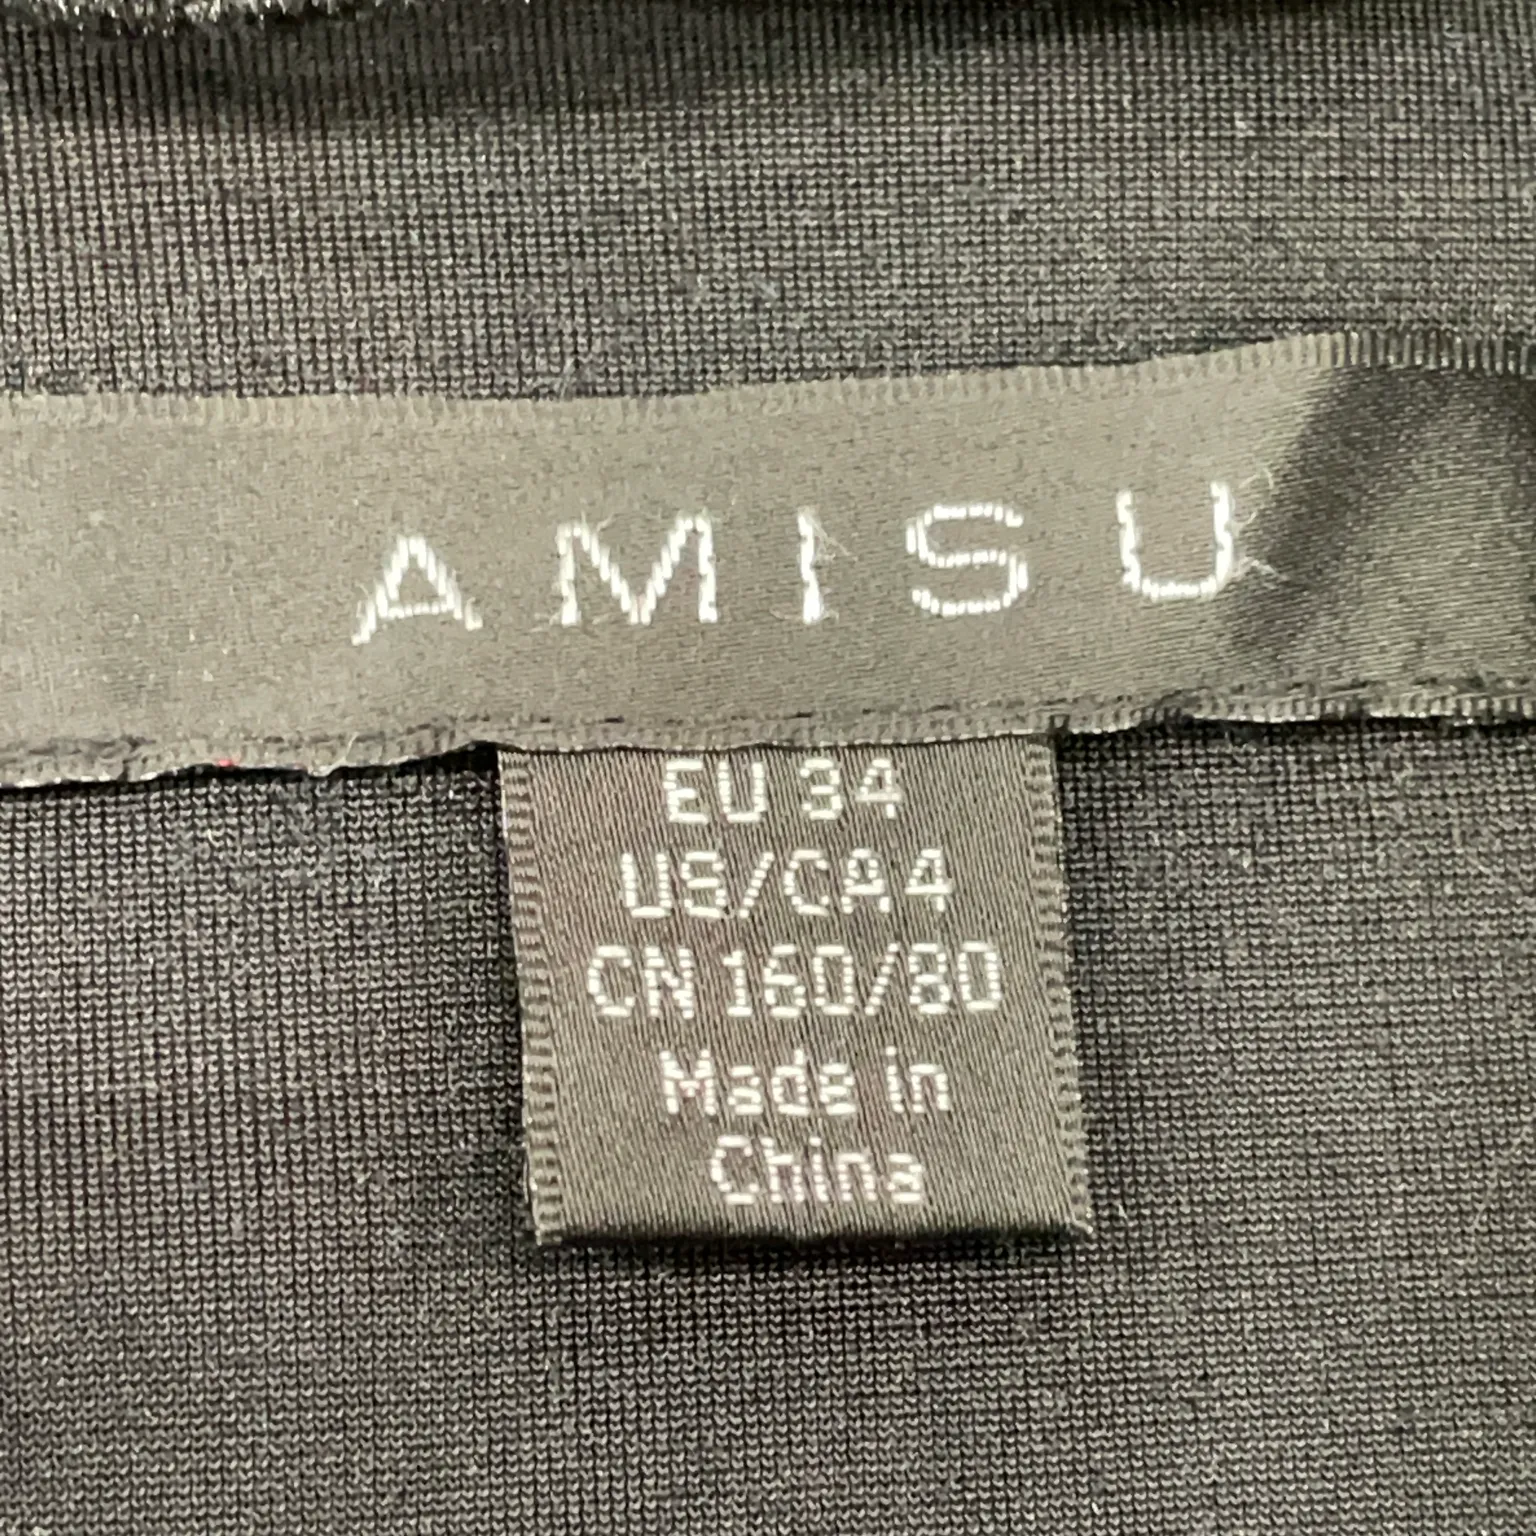 AMISU
EU 34
US/CA 4
CN 160/80
Made in
China